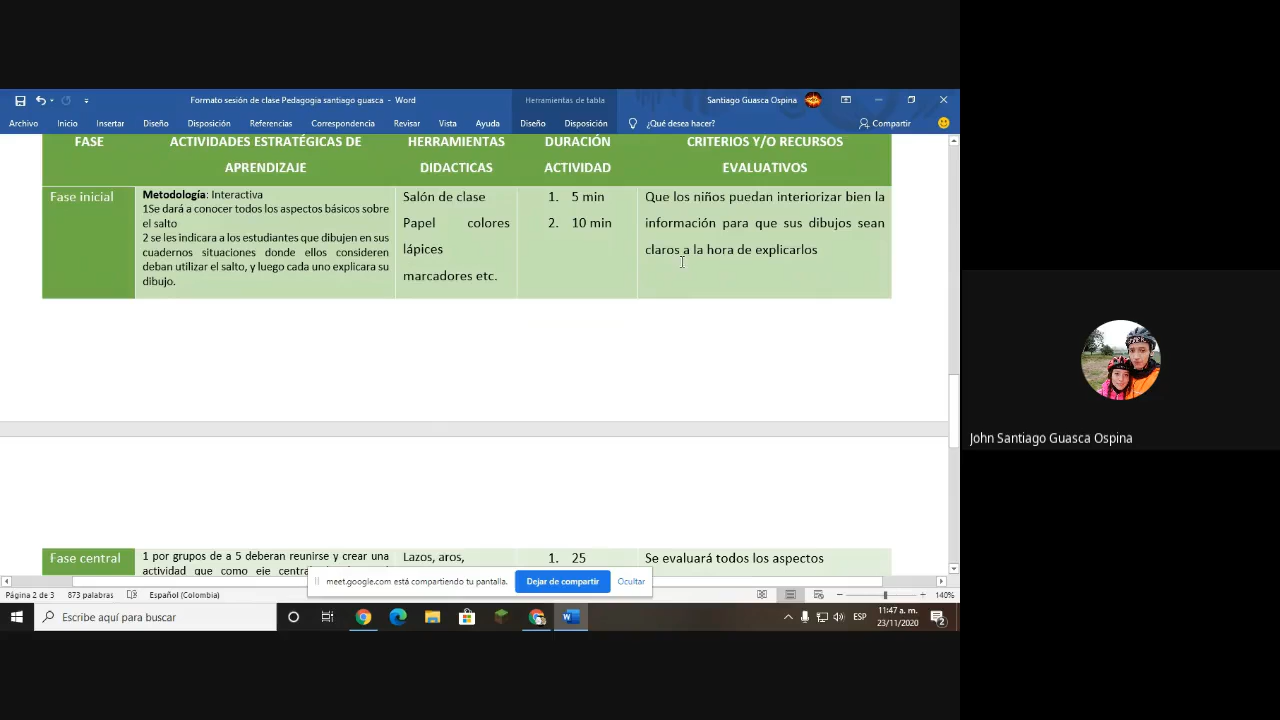 Formato sesión de clase Pedagogia santiago guasca - Word
Herramientas de tabla
Santiago Guasca Ospina
Archivo Inicio Insertar Diseño Disposición Referencias Correspondencia Revisar Vista Ayuda Diseño Disposición ¿Qué desea hacer? Compartir
FASE
ACTIVIDADES ESTRATÉGICAS DE
APRENDIZAJE
HERRAMIENTAS
DIDACTICAS
DURACIÓN
ACTIVIDAD
CRITERIOS Y/O RECURSOS
EVALUATIVOS
Fase inicial
Metodología: Interactiva
1Se dará a conocer todos los aspectos básicos sobre
el salto
2 se les indicara a los estudiantes que dibujen en sus
cuadernos situaciones donde ellos consideren
deban utilizar el salto, y luego cada uno explicara su
dibujo.
Salón de clase
Papel colores
lápices
marcadores etc.
1. 5 min
2. 10 min
Que los niños puedan interiorizar bien la
información para que sus dibujos sean
claros a la hora de explicarlos
Fase central
1 por grupos de a 5 deberan reunirse y crear una
actividad que como eje central
Lazos, aros,
1. 25
Se evaluará todos los aspectos
meet.google.com está compartiendo tu pantalla. Dejar de compartir Ocultar
Página 2 de 3 873 palabras Español (Colombia) 140%
Escribe aquí para buscar
ESP
11:47 a. m.
23/11/2020
2
John Santiago Guasca Ospina